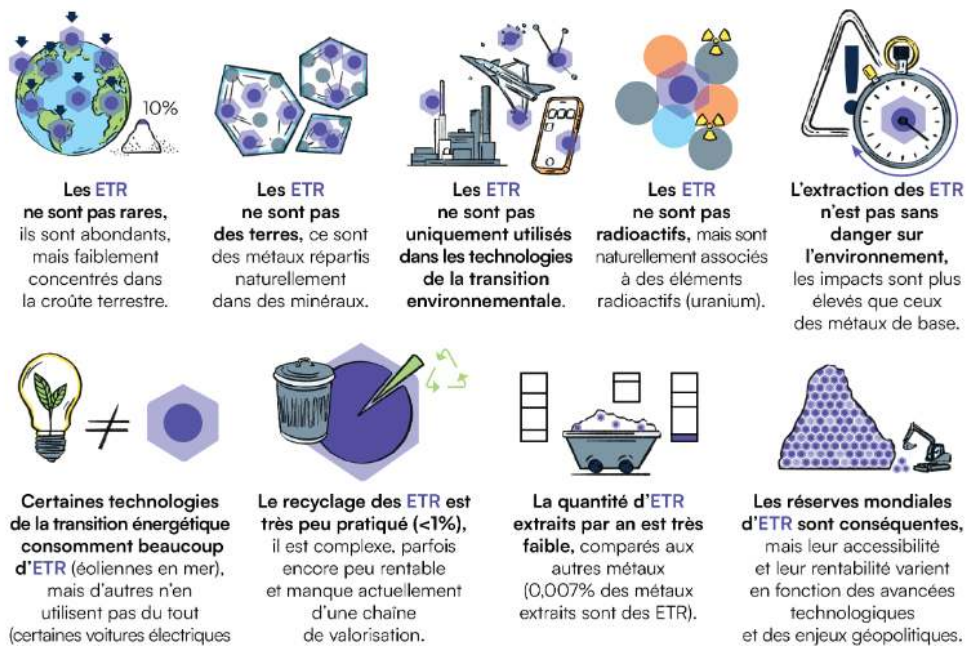 10%
Les ETR
ne sont pas rares,
ils sont abondants,
mais faiblement
concentrés dans
la croûte terrestre.
Les ETR
ne sont pas
des terres, ce sont
des métaux répartis
naturellement
dans des minéraux.
Les ETR
ne sont pas
uniquement utilisés
dans les technologies
de la transition
environnementale.
Les ETR
ne sont pas
radioactifs, mais sont
naturellement associés
à des éléments
radioactifs (uranium).
L'extraction des ETR
n'est pas sans
danger sur
l'environnement,
les impacts sont plus
élevés que ceux
des métaux de base.
Certaines technologies
de la transition énergétique
consomment beaucoup
d'ETR (éoliennes en mer),
mais d'autres n'en
utilisent pas du tout
(certaines voitures électriques
Le recyclage des ETR est
très peu pratiqué (<1%),
il est complexe, parfois
encore peu rentable
et manque actuellement
d'une chaîne
de valorisation.
La quantité d'ETR
extraits par an est très
faible, comparés aux
autres métaux
(0,007% des métaux
extraits sont des ETR).
Les réserves mondiales
d'ETR sont conséquentes,
mais leur accessibilité
et leur rentabilité varient
en fonction des avancées
technologiques
et des enjeux géopolitiques.